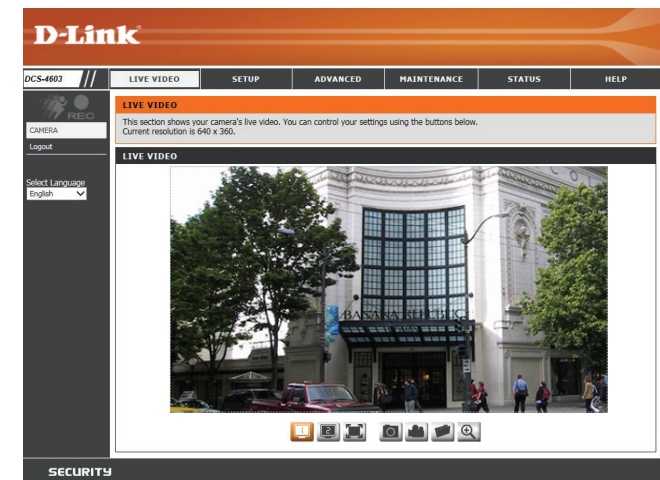 D-Link
DCS-4603
LIVE VIDEO
SETUP
ADVANCED
MAINTENANCE
STATUS
HELP
REC
CAMERA
Logout
Select Language
English
LIVE VIDEO
This section shows your camera's live video. You can control your settings using the buttons below.
Current resolution is 640 x 360.
LIVE VIDEO
BANANA REPUBLIC
1
2
SECURITY